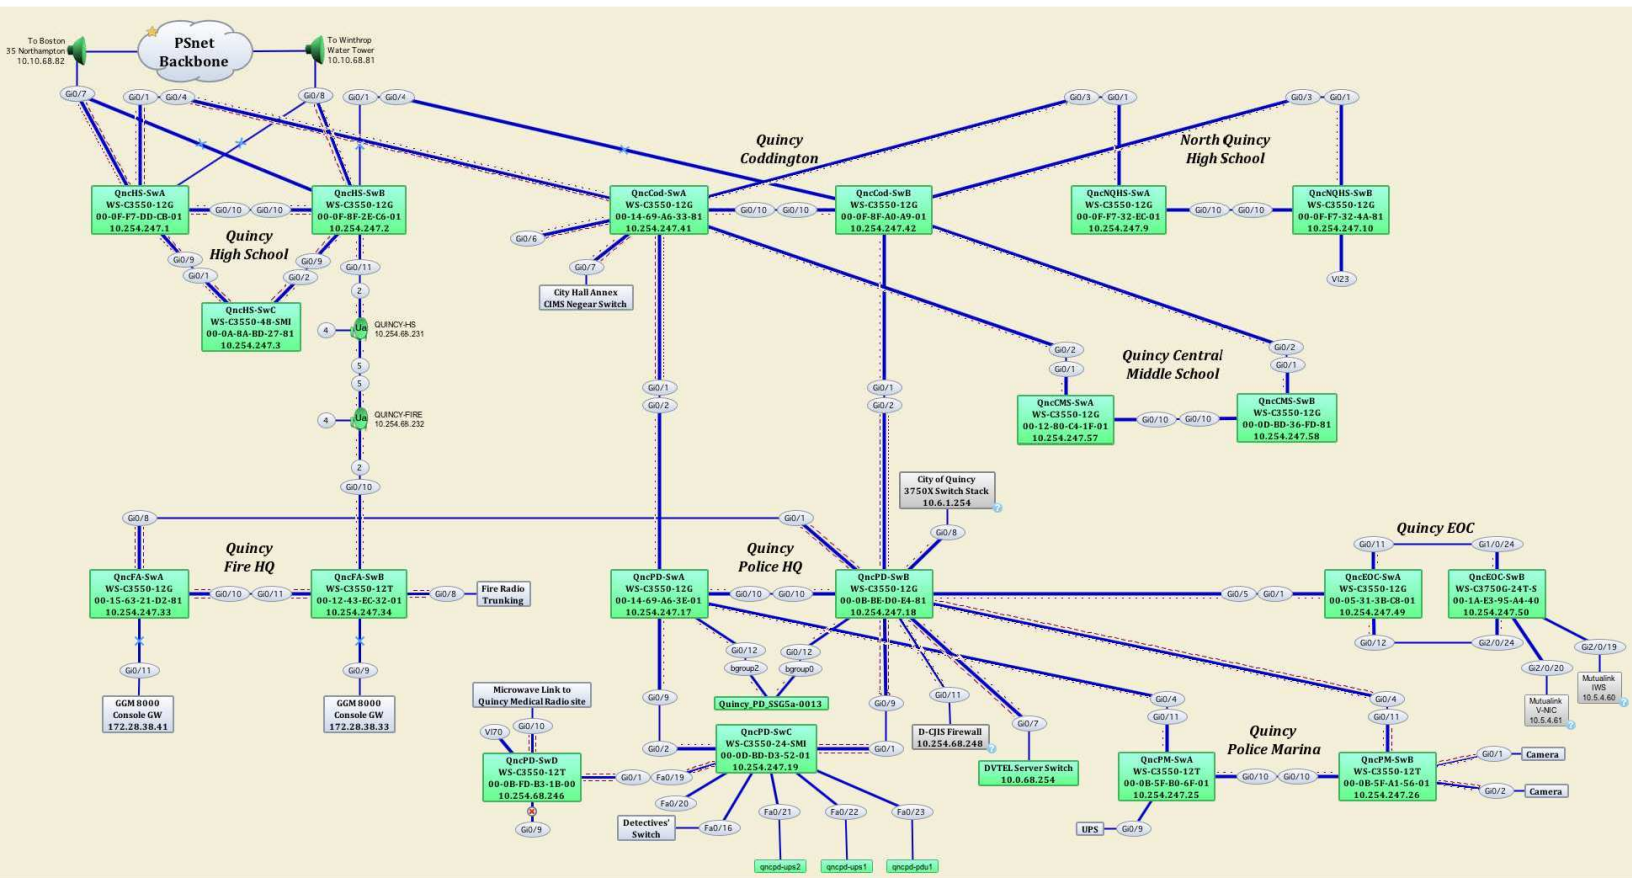 To Boston
35 Northampton
10.10.68.82
PSnet
Backbone
To Winthrop
Water Tower
10.10.68.81
Gi0/7
Gi0/1
Gi0/4
Gi0/8
Gi0/1
Gi0/4
Gi0/3
Gi0/1
Gi0/3
Gi0/1
Quincy
Coddington
North Quincy
High School
QncHS-SwA
WS-C3550-12G
00-0F-F7-DD-CB-01
10.254.247.1
Gi0/10
Gi0/10
QncHS-SwB
WS-C3550-12G
00-0F-8F-2E-C6-01
10.254.247.2
QncCod-SwA
WS-C3550-12G
00-14-69-A6-33-81
10.254.247.41
Gi0/10
Gi0/10
QncCod-SwB
WS-C3550-12G
00-0F-8F-A0-A9-01
10.254.247.42
QncNQHS-SwA
WS-C3550-12G
00-0F-F7-32-EC-01
10.254.247.9
Gi0/10
Gi0/10
QncNQHS-SwB
WS-C3550-12G
00-0F-F7-32-4A-81
10.254.247.10
Quincy
High School
Gi0/9
Gi0/1
Gi0/9
Gi0/2
Gi0/11
2
Gi0/6
Gi0/7
City Hall Annex
CIMS Negear Switch
Vl23
QncHS-SwC
WS-C3550-48-SMI
00-0A-8A-BD-27-81
10.254.247.3
4
Ua
QUINCY-HS
10.254.68.231
5
5
4
Ua
QUINCY-FIRE
10.254.68.232
2
Gi0/10
Gi0/1
Gi0/2
Gi0/1
Gi0/2
Gi0/2
Gi0/1
Quincy Central
Middle School
Gi0/2
Gi0/1
QncCMS-SwA
WS-C3550-12G
00-12-80-C4-1F-01
10.254.247.57
Gi0/10
Gi0/10
QncCMS-SwB
WS-C3550-12G
00-0D-BD-36-FD-81
10.254.247.58
City of Quincy
3750X Switch Stack
10.6.1.254
?
Gi0/8
Gi0/8
Gi0/1
Quincy
Fire HQ
Quincy
Police HQ
Quincy EOC
Gi0/11
Gi1/0/24
QncFA-SwA
WS-C3550-12G
00-15-63-21-D2-81
10.254.247.33
Gi0/10
Gi0/11
QncFA-SwB
WS-C3550-12T
00-12-43-EC-32-01
10.254.247.34
Gi0/8
Fire Radio
Trunking
QncPD-SwA
WS-C3550-12G
00-14-69-A6-3E-01
10.254.247.17
Gi0/10
Gi0/10
QncPD-SwB
WS-C3550-12G
00-0B-BE-D0-E4-81
10.254.247.18
Gi0/5
Gi0/1
QncEOC-SwA
WS-C3550-12G
00-05-31-3B-C8-01
10.254.247.49
QncEOC-SwB
WS-C3750G-24T-S
00-1A-E3-95-A4-40
10.254.247.50
Gi0/12
Gi2/0/24
Gi2/0/19
Gi2/0/20
Mutualink
IWS
10.5.4.60
?
Mutualink
V-NIC
10.5.4.61
?
Gi0/11
GGM 8000
Console GW
172.28.38.41
Gi0/9
GGM 8000
Console GW
172.28.38.33
Microwave Link to
Quincy Medical Radio site
Gi0/10
Vl70
Gi0/12
bgroup2
Gi0/12
bgroup0
Quincy_PD_SSG5a-0013
Gi0/9
Gi0/2
Gi0/9
Gi0/1
Gi0/11
D-CJIS Firewall
10.254.68.248
?
Gi0/7
DVTEL Server Switch
10.0.68.254
QncPD-SwC
WS-C3550-24-SMI
00-0D-BD-D3-52-01
10.254.247.19
QncPD-SwD
WS-C3550-12T
00-0B-FD-B3-1B-00
10.254.68.246
Gi0/1
Fa0/19
Gi0/9
Fa0/20
Detectives'
Switch
Fa0/16
Fa0/21
Fa0/22
Fa0/23
qncpd-ups2
qncpd-ups1
qncpd-pdu1
Gi0/4
Gi0/11
Quincy
Police Marina
Gi0/4
Gi0/11
QncPM-SwA
WS-C3550-12T
00-0B-5F-B0-6F-01
10.254.247.25
Gi0/10
Gi0/10
QncPM-SwB
WS-C3550-12T
00-0B-5F-A1-56-01
10.254.247.26
Gi0/1
Camera
Gi0/2
Camera
UPS
Gi0/9